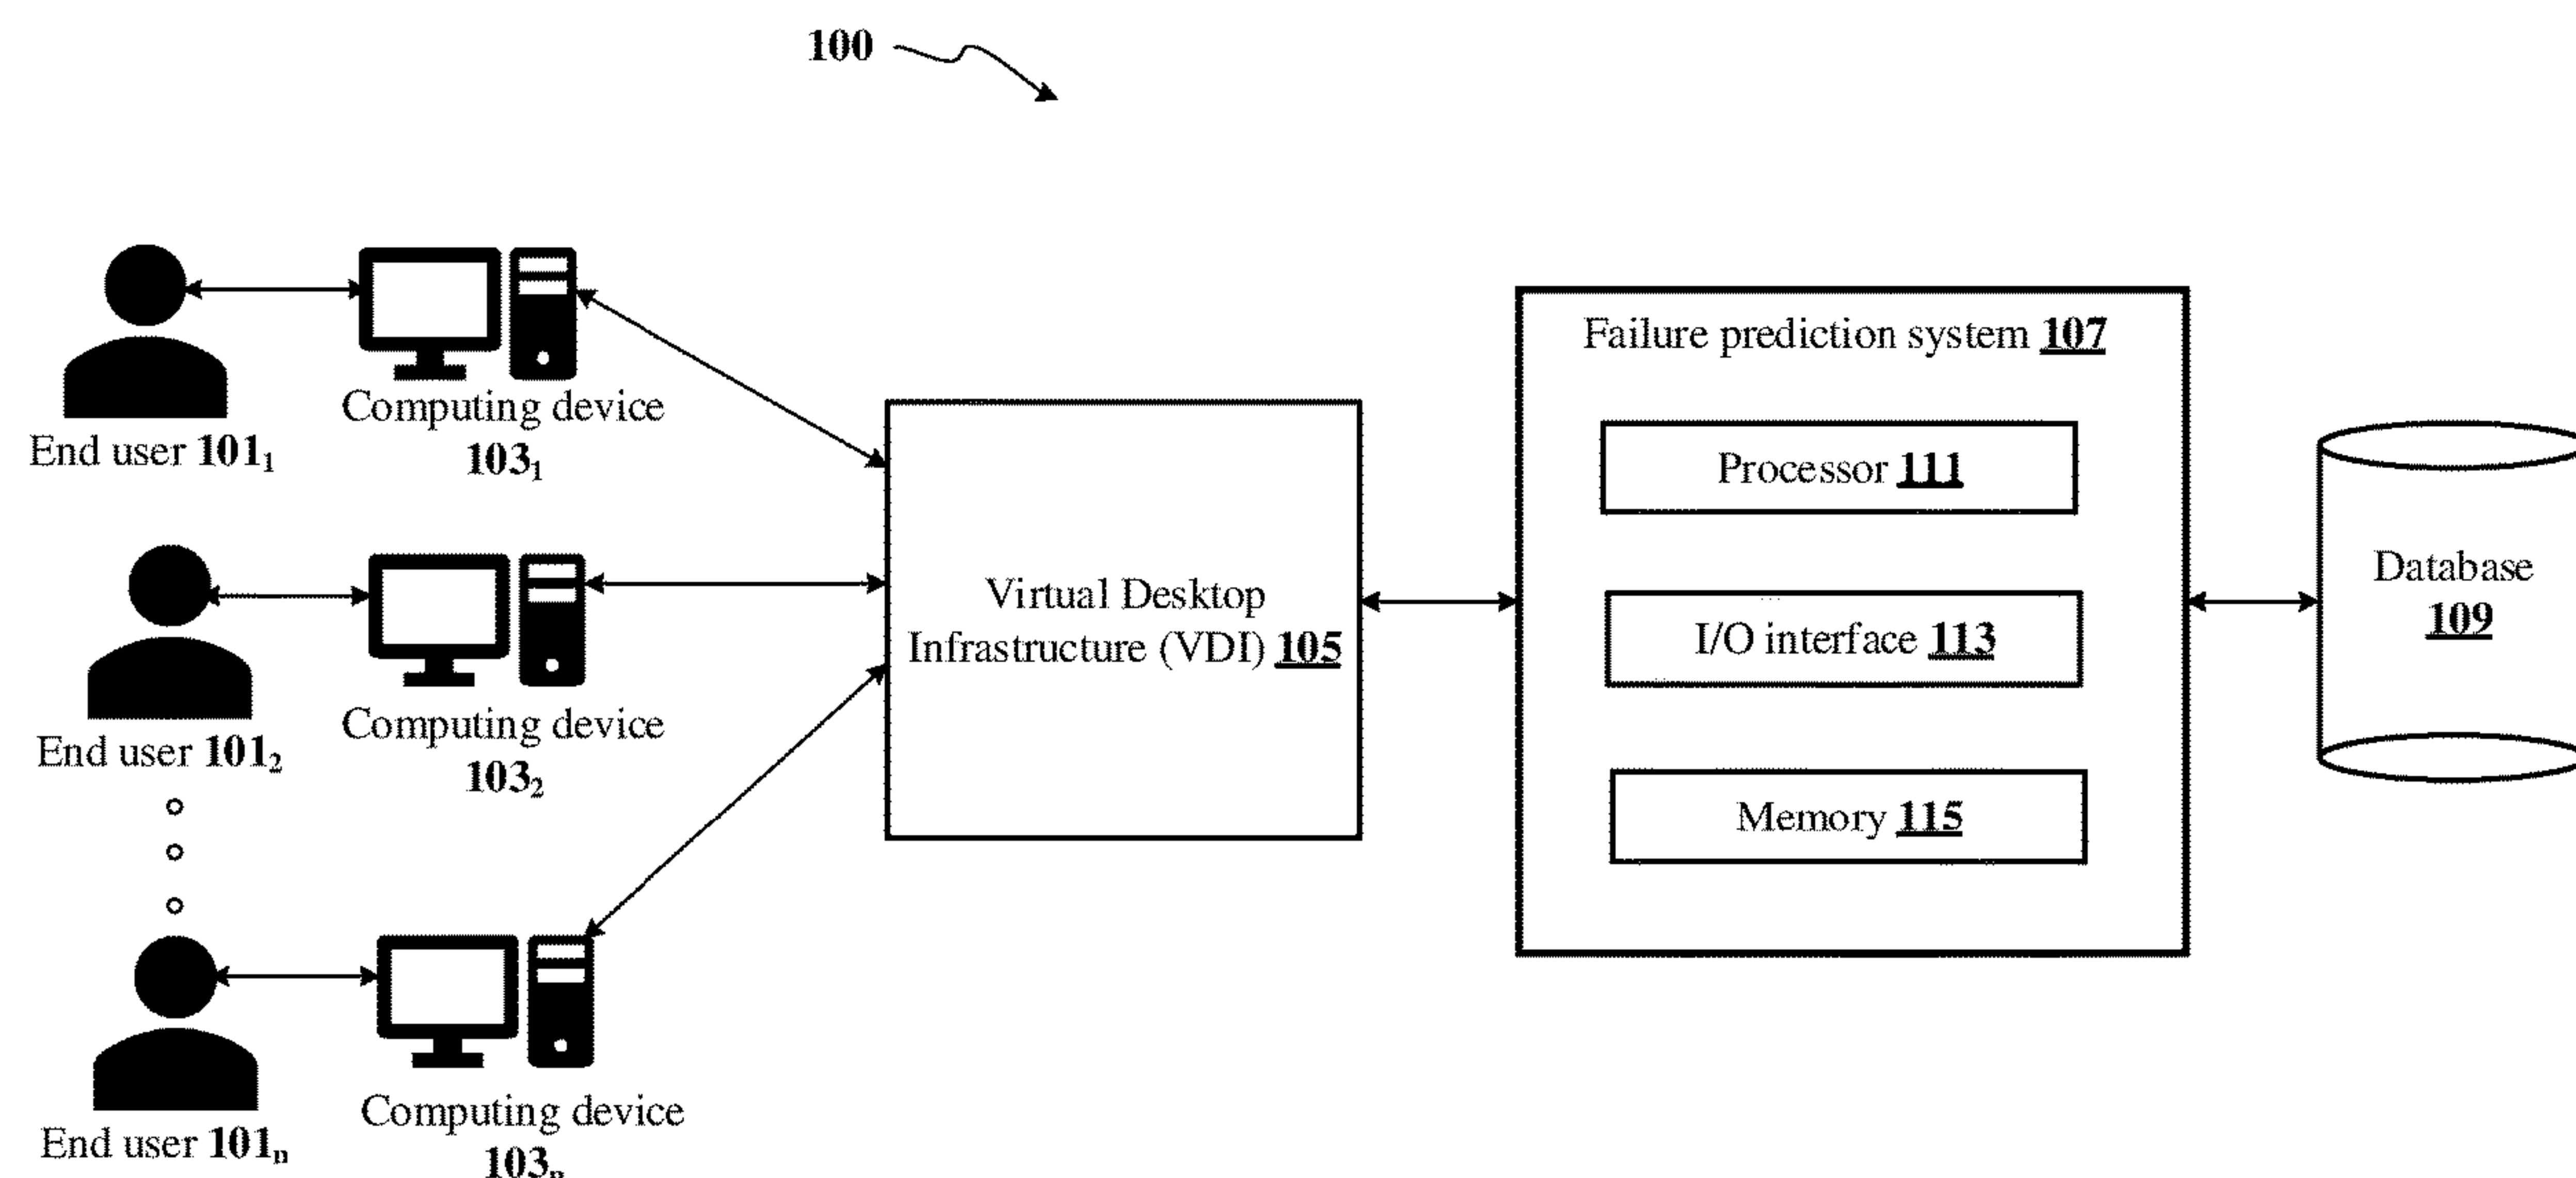 100
Computing device
103₁
End user 101₁
Computing device
103₂
End user 101₂
Computing device
103ₙ
End user 101ₙ
Virtual Desktop
Infrastructure (VDI) 105
Failure prediction system 107
Processor 111
I/O interface 113
Memory 115
Database
109